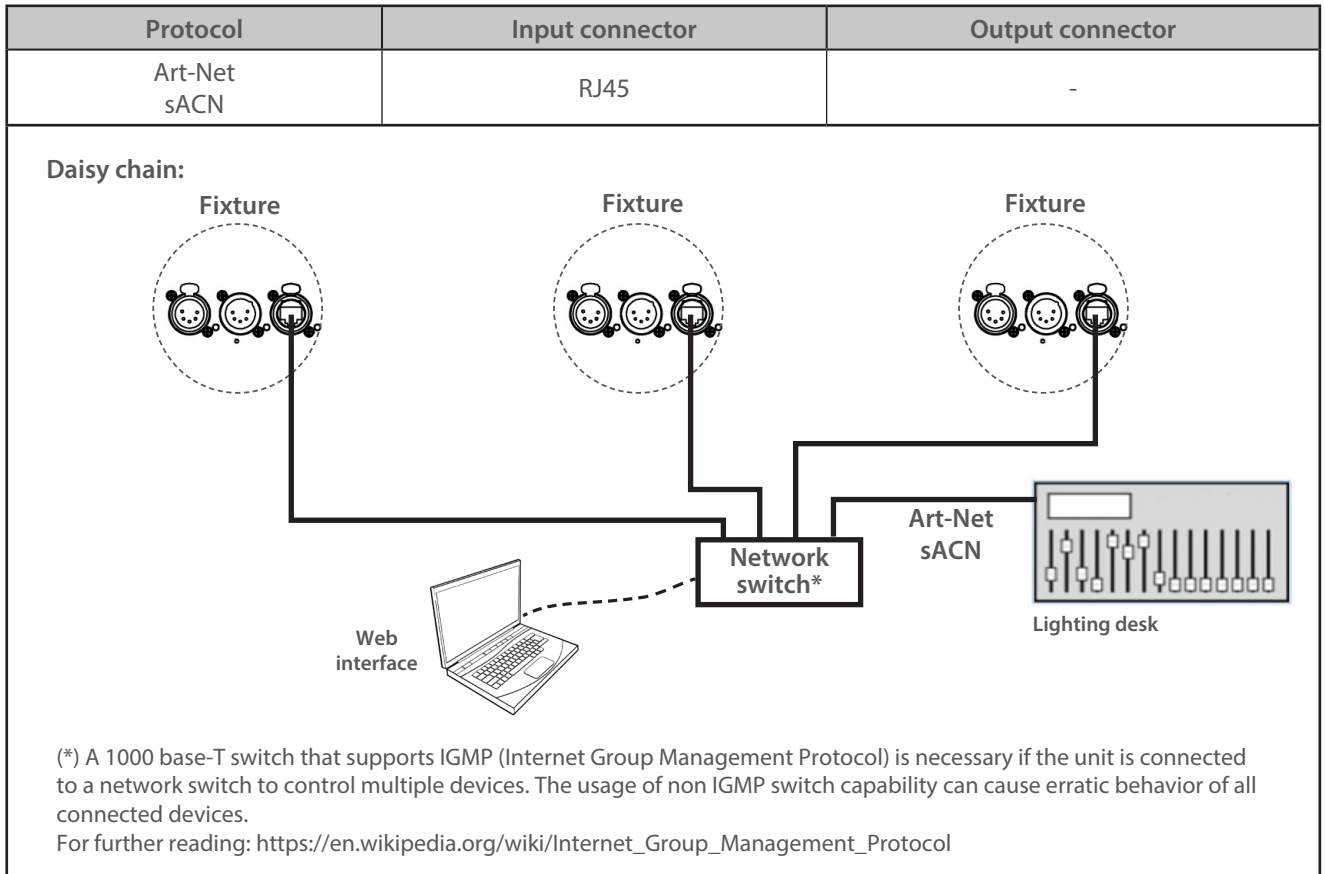 Protocol Input connector Output connector
Art-Net
sACN
RJ45
-
Daisy chain:
Fixture Fixture Fixture
Art-Net
sACN
Network
switch*
Lighting desk
Web
interface
(*) A 1000 base-T switch that supports IGMP (Internet Group Management Protocol) is necessary if the unit is connected
to a network switch to control multiple devices. The usage of non IGMP switch capability can cause erratic behavior of all
connected devices.
For further reading: https://en.wikipedia.org/wiki/Internet_Group_Management_Protocol